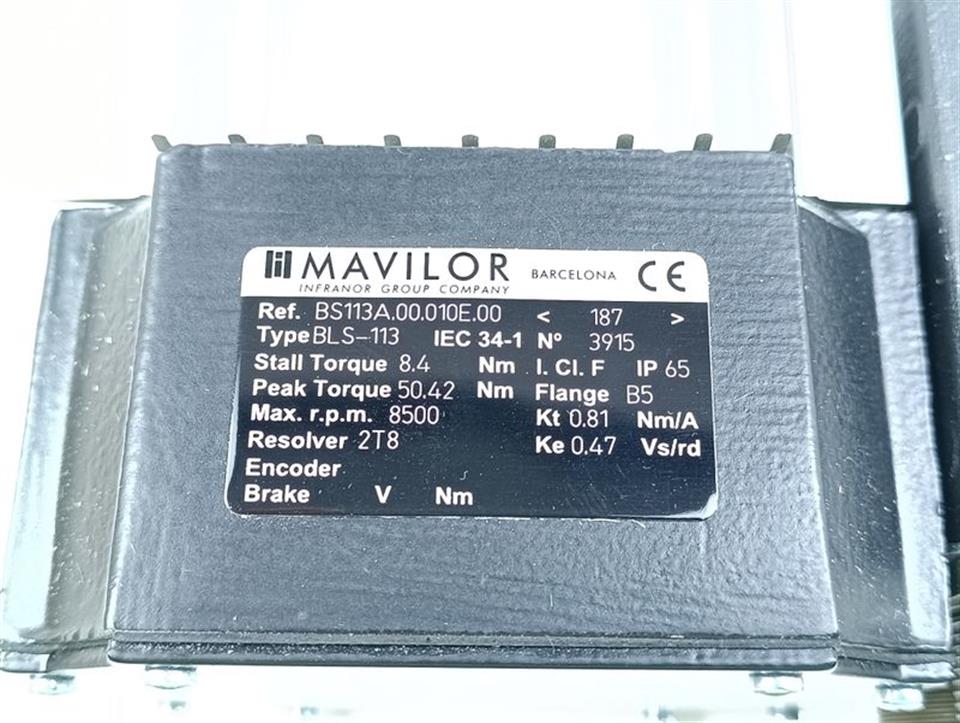 MAVILOR BARCELONA CE
INFRANOR GROUP COMPANY
Ref. BS113A.00.010E.00 < 187 >
Type BLS-113 IEC 34-1 Nº 3915
Stall Torque 8.4 Nm I. Cl. F IP 65
Peak Torque 50.42 Nm Flange B5
Max. r.p.m. 8500 Kt 0.81 Nm/A
Resolver 2T8 Ke 0.47 Vs/rd
Encoder
Brake V Nm